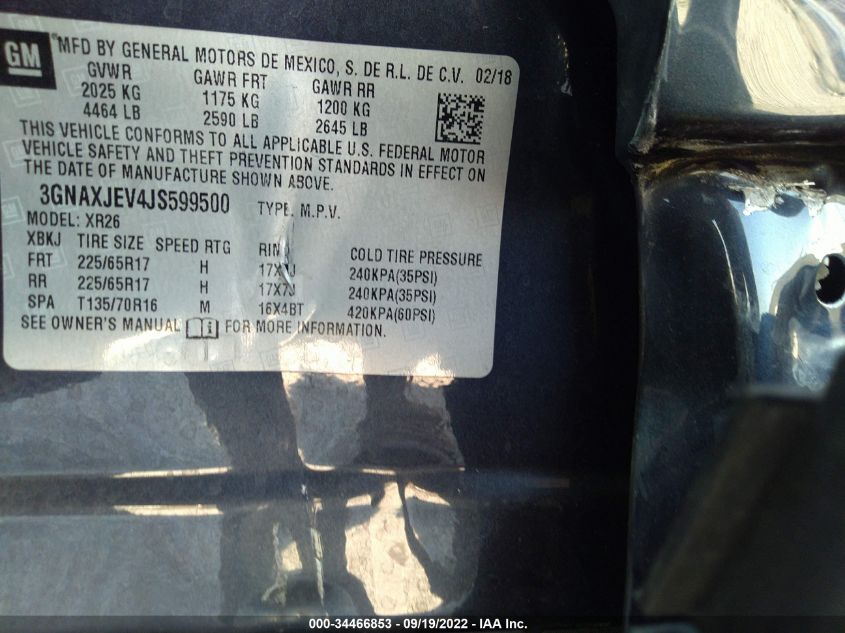 GM
MFD BY GENERAL MOTORS DE MEXICO, S. DE R.L. DE C.V. 02/18
GVWR GAWR FRT GAWR RR
2025 KG 1175 KG 1200 KG
4464 LB 2590 LB 2645 LB
THIS VEHICLE CONFORMS TO ALL APPLICABLE U.S. FEDERAL MOTOR
VEHICLE SAFETY AND THEFT PREVENTION STANDARDS IN EFFECT ON
THE DATE OF MANUFACTURE SHOWN ABOVE.
3GNAXJEV4JS599500 TYPE. M.P.V.
MODEL: XR26
XBKJ TIRE SIZE SPEED RTG RIM COLD TIRE PRESSURE
FRT 225/65R17 H 17X7J 240KPA(35PSI)
RR 225/65R17 H 17X7J 240KPA(35PSI)
SPA T135/70R16 M 16X4BT 420KPA(60PSI)
SEE OWNER'S MANUAL FOR MORE INFORMATION.
000-34466853 - 09/19/2022 - IAA Inc.